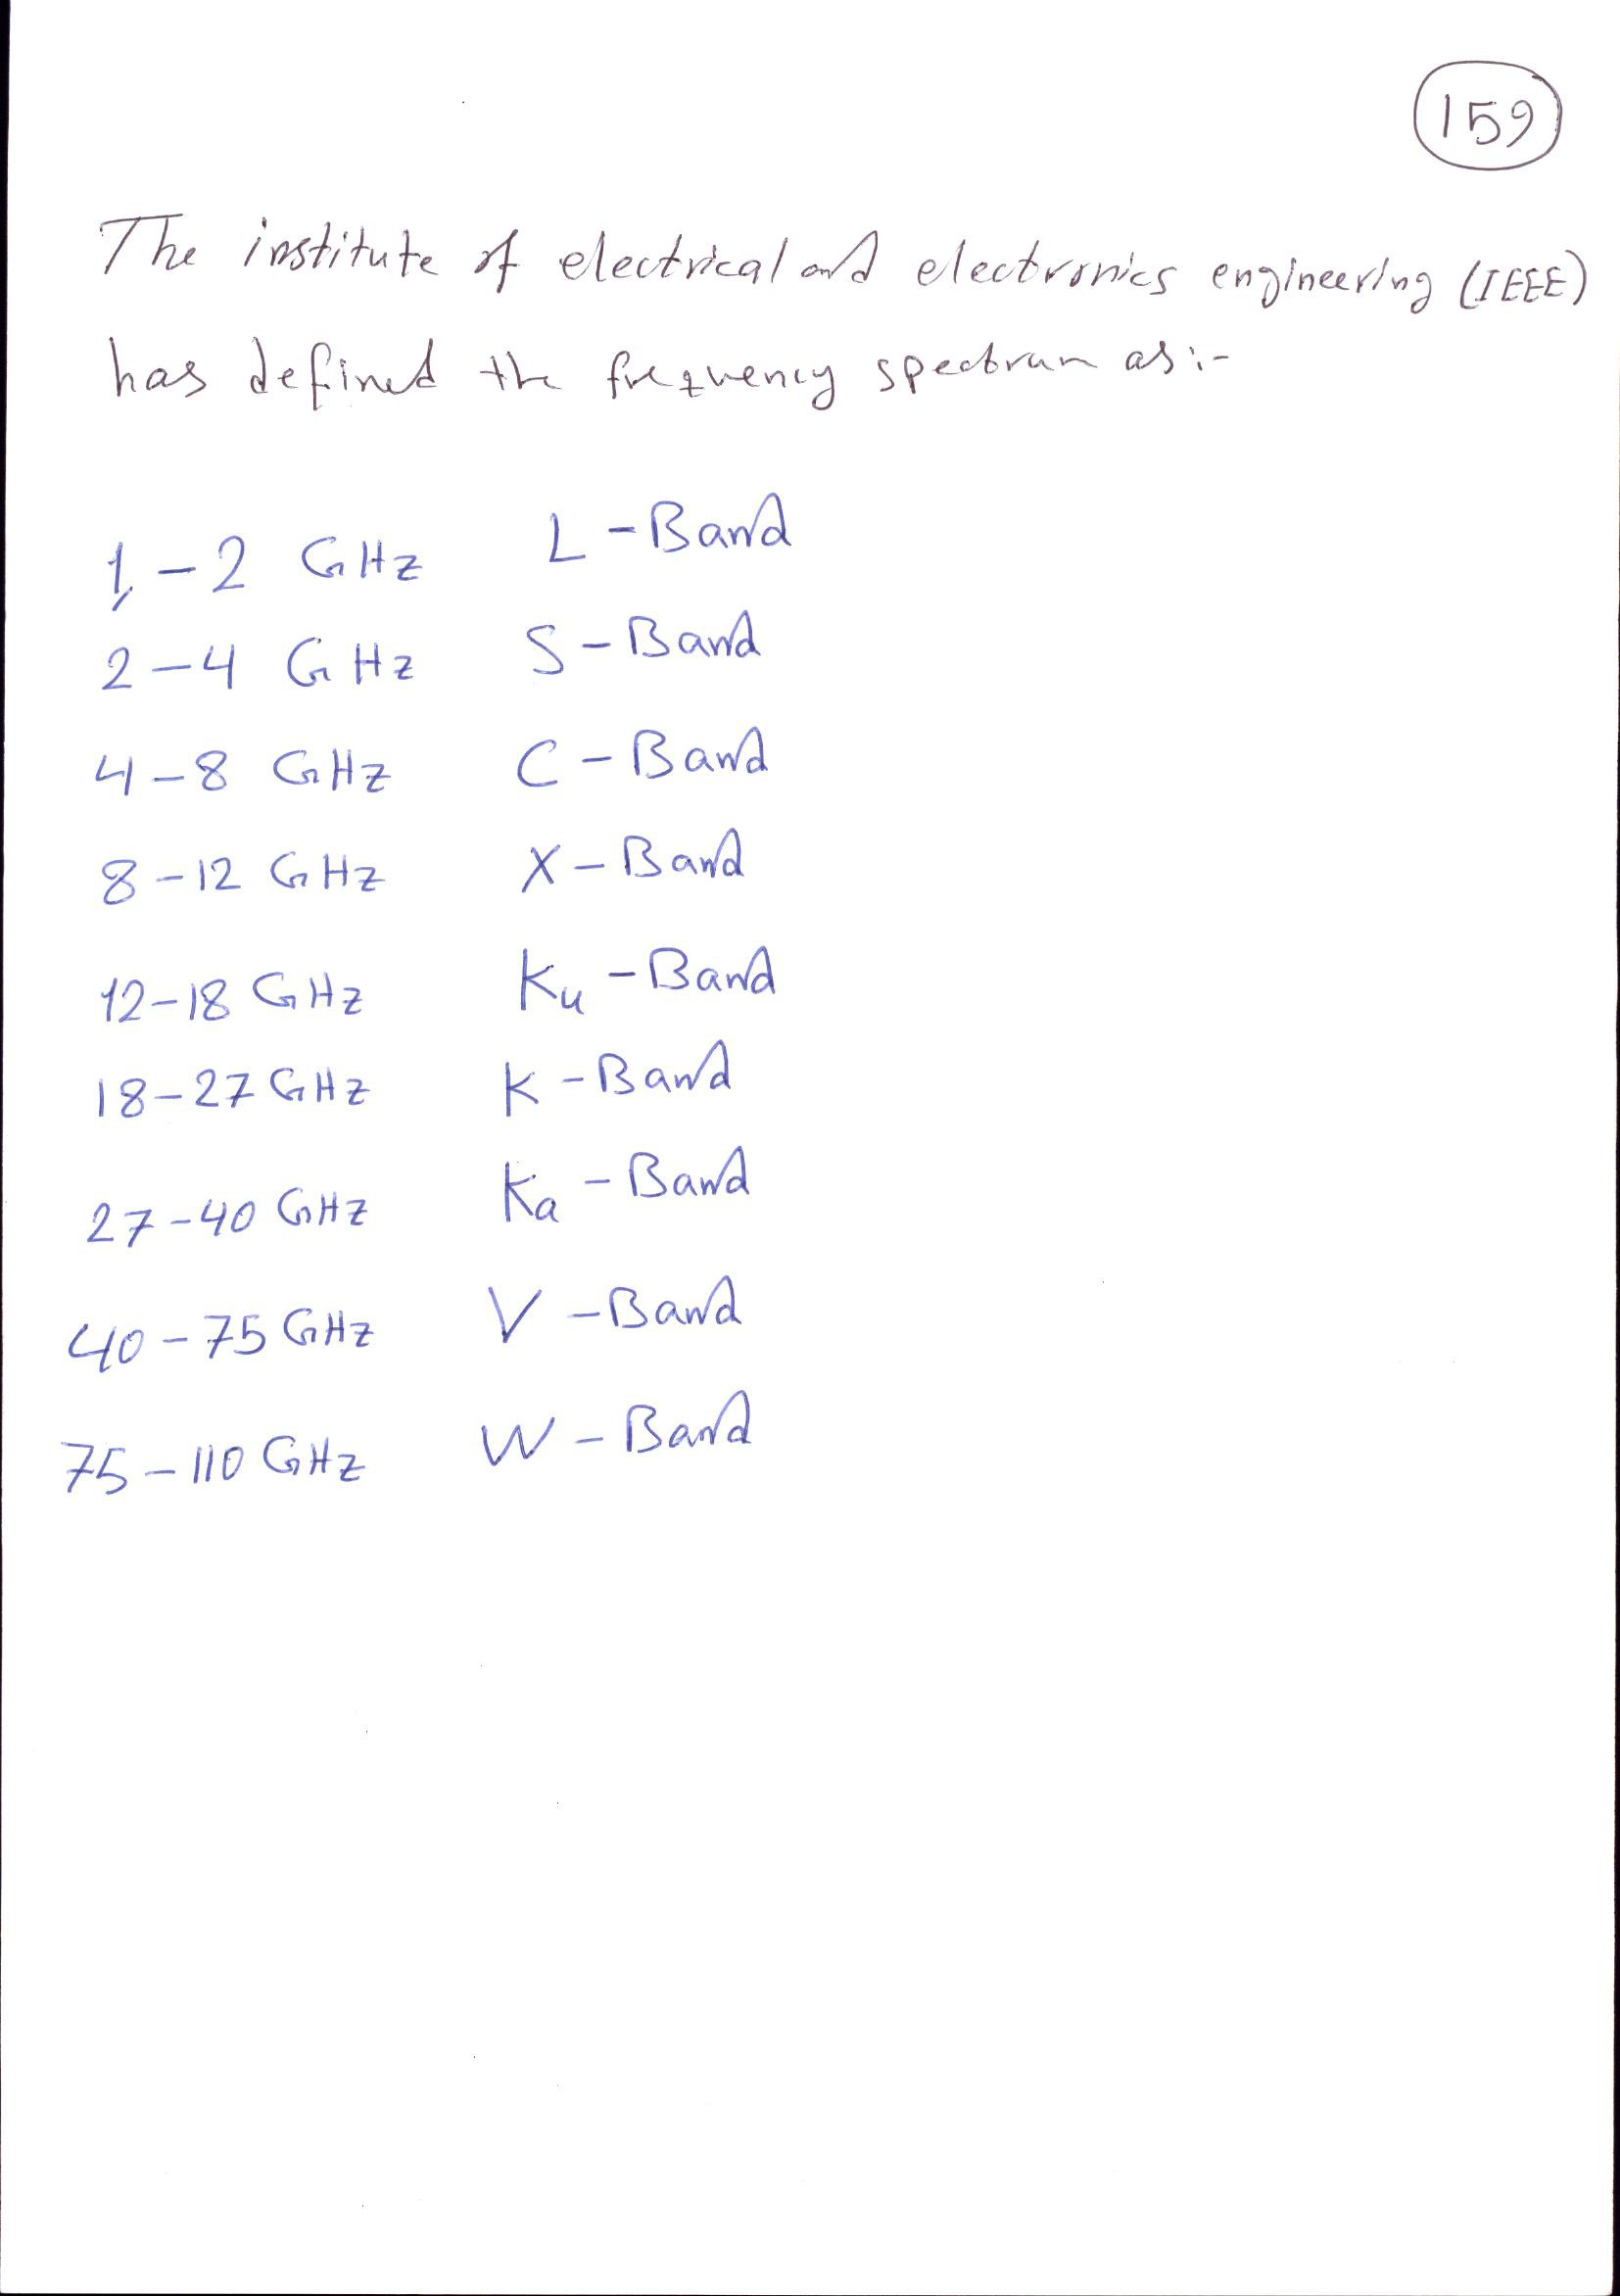 159
The institute of electrical and electronics engineering (IEEE)
has defined the frequency spectrum as:-
1-2 GHz L-Band
2-4 GHz S-Band
4-8 GHz C-Band
8-12 GHz X-Band
12-18 GHz Ku-Band
18-27 GHz K-Band
27-40 GHz Ka-Band
40-75 GHz V-Band
75-110 GHz W-Band